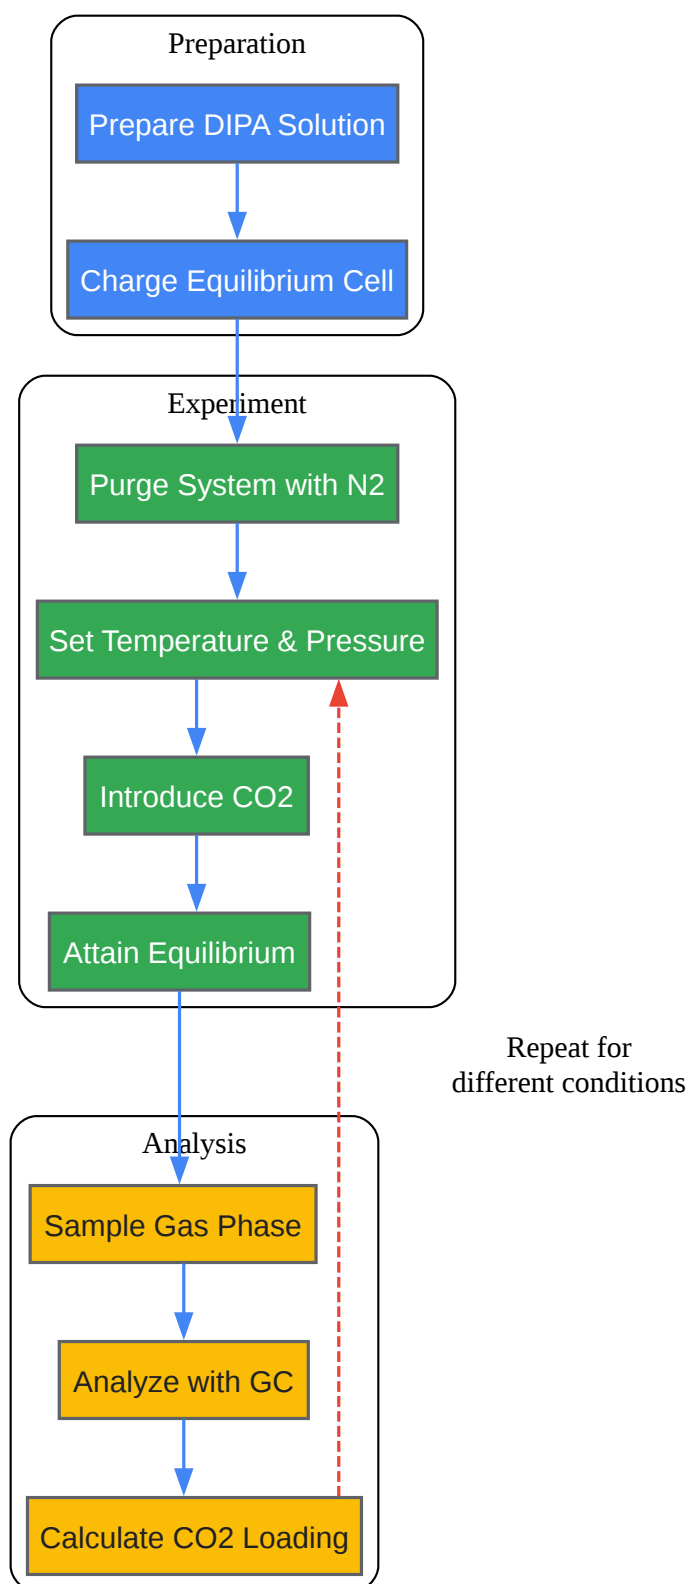 Preparation
Prepare DIPA Solution
Charge Equilibrium Cell
Experiment
Purge System with N2
Set Temperature & Pressure
Introduce CO2
Attain Equilibrium
Repeat for
different conditions
Analysis
Sample Gas Phase
Analyze with GC
Calculate CO2 Loading